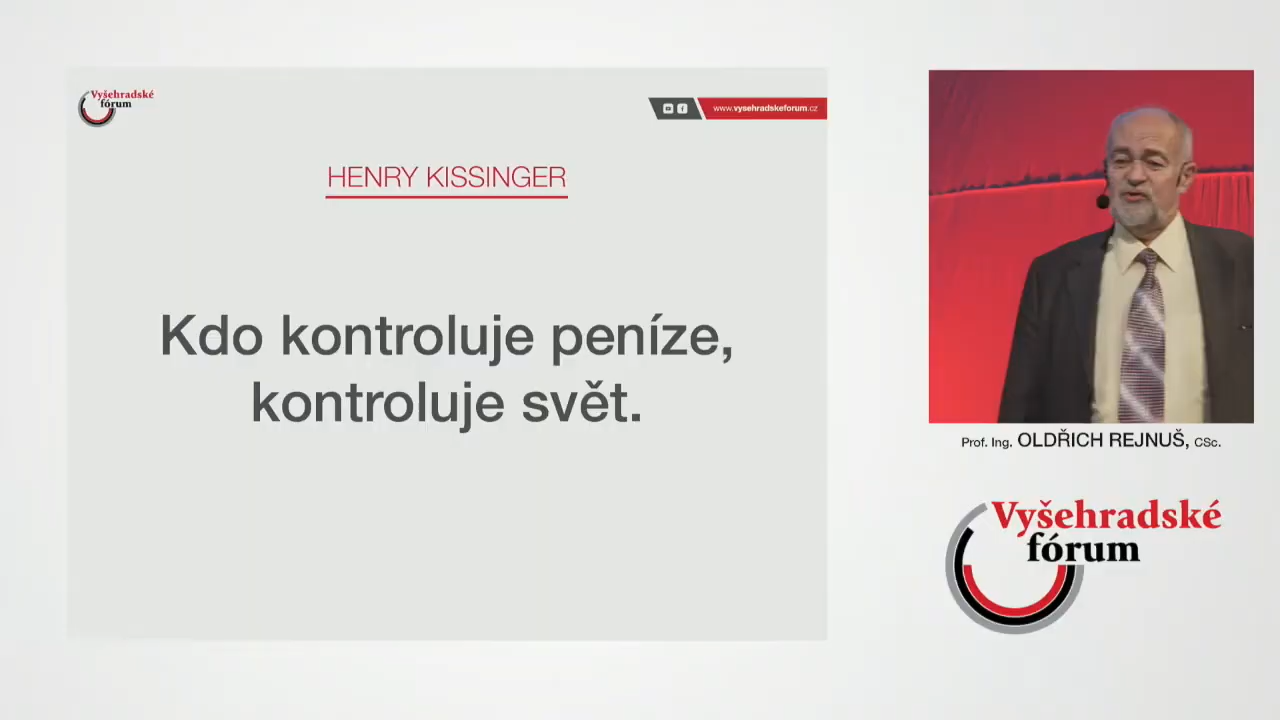 Vyšehradské
fórum
www.vysehradskeforum.cz
HENRY KISSINGER
Kdo kontroluje peníze,
kontroluje svět.
Prof. Ing. OLDŘICH REJNUŠ, CSc.
Vyšehradské
fórum